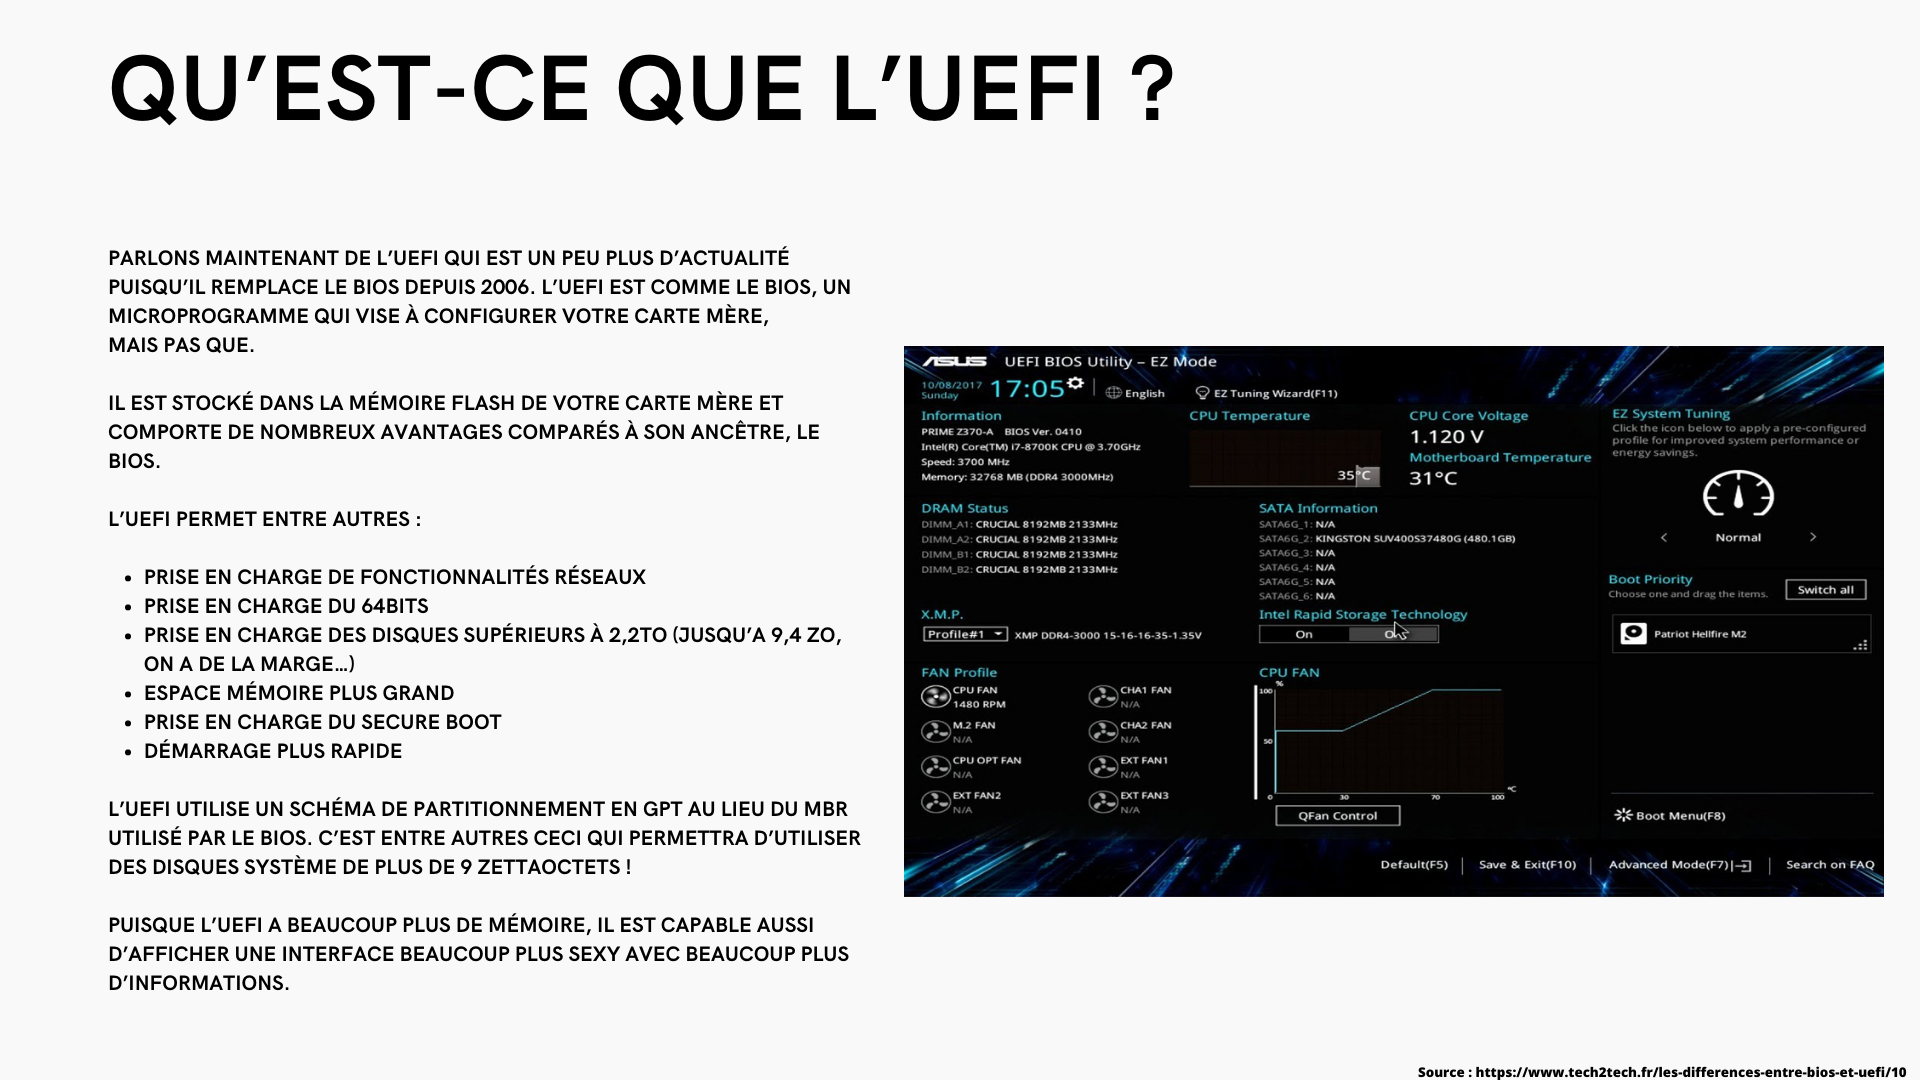 QU’EST-CE QUE L’UEFI ?
PARLONS MAINTENANT DE L’UEFI QUI EST UN PEU PLUS D’ACTUALITÉ
PUISQU’IL REMPLACE LE BIOS DEPUIS 2006. L’UEFI EST COMME LE BIOS, UN
MICROPROGRAMME QUI VISE À CONFIGURER VOTRE CARTE MÈRE,
MAIS PAS QUE.
IL EST STOCKÉ DANS LA MÉMOIRE FLASH DE VOTRE CARTE MÈRE ET
COMPORTE DE NOMBREUX AVANTAGES COMPARÉS À SON ANCÊTRE, LE
BIOS.
L’UEFI PERMET ENTRE AUTRES :
• PRISE EN CHARGE DE FONCTIONNALITÉS RÉSEAUX
• PRISE EN CHARGE DU 64BITS
• PRISE EN CHARGE DES DISQUES SUPÉRIEURS À 2,2TO (JUSQU’A 9,4 ZO,
ON A DE LA MARGE…)
• ESPACE MÉMOIRE PLUS GRAND
• PRISE EN CHARGE DU SECURE BOOT
• DÉMARRAGE PLUS RAPIDE
L’UEFI UTILISE UN SCHÉMA DE PARTITIONNEMENT EN GPT AU LIEU DU MBR
UTILISÉ PAR LE BIOS. C’EST ENTRE AUTRES CECI QUI PERMETTRA D’UTILISER
DES DISQUES SYSTÈME DE PLUS DE 9 ZETTAOCTETS !
PUISQUE L’UEFI A BEAUCOUP PLUS DE MÉMOIRE, IL EST CAPABLE AUSSI
D’AFFICHER UNE INTERFACE BEAUCOUP PLUS SEXY AVEC BEAUCOUP PLUS
D’INFORMATIONS.
ASUS UEFI BIOS Utility – EZ Mode
10/08/2017
Sunday
17:05
English
EZ Tuning Wizard(F11)
Information
PRIME Z370-A BIOS Ver. 0410
Intel(R) Core(TM) i7-8700K CPU @ 3.70GHz
Speed: 3700 MHz
Memory: 32768 MB (DDR4 3000MHz)
CPU Temperature
35°C
CPU Core Voltage
1.120 V
Motherboard Temperature
31°C
EZ System Tuning
Click the icon below to apply a pre-configured
profile for improved system performance or
energy savings.
< Normal >
DRAM Status
DIMM_A1: CRUCIAL 8192MB 2133MHz
DIMM_A2: CRUCIAL 8192MB 2133MHz
DIMM_B1: CRUCIAL 8192MB 2133MHz
DIMM_B2: CRUCIAL 8192MB 2133MHz
SATA Information
SATA6G_1: N/A
SATA6G_2: KINGSTON SUV400S37480G (480.1GB)
SATA6G_3: N/A
SATA6G_4: N/A
SATA6G_5: N/A
SATA6G_6: N/A
Boot Priority
Choose one and drag the items.
Switch all
Patriot Hellfire M2
X.M.P.
Profile#1 XMP DDR4-3000 15-16-16-35-1.35V
Intel Rapid Storage Technology
On
FAN Profile
CPU FAN
1480 RPM
CHA1 FAN
N/A
M.2 FAN
N/A
CHA2 FAN
N/A
CPU OPT FAN
N/A
EXT FAN1
N/A
EXT FAN2
N/A
EXT FAN3
N/A
CPU FAN
%
100
50
0 30 70 100 °C
QFan Control
Boot Menu(F8)
Default(F5) | Save & Exit(F10) | Advanced Mode(F7) | Search on FAQ
Source : https://www.tech2tech.fr/les-differences-entre-bios-et-uefi/10